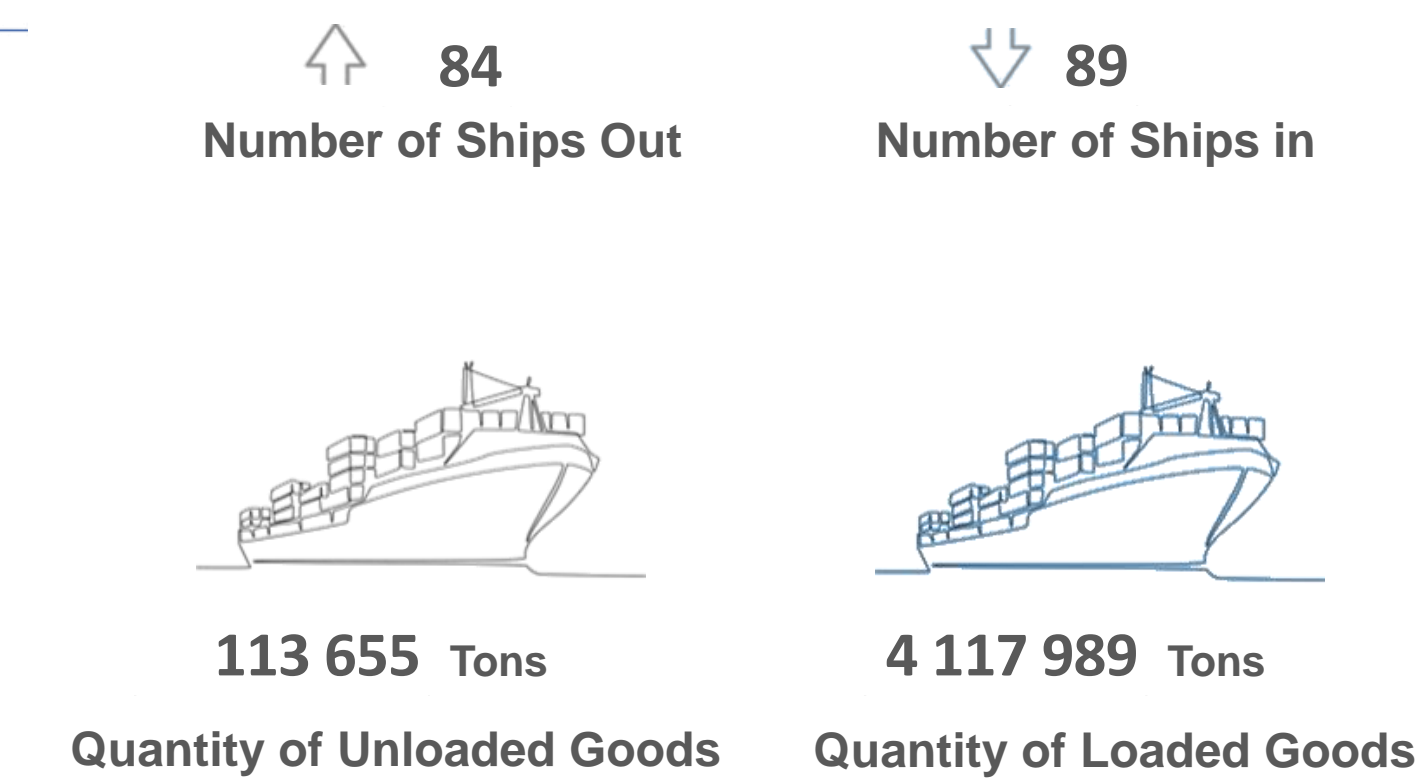 84
Number of Ships Out
89
Number of Ships in
113 655 Tons
Quantity of Unloaded Goods
4 117 989 Tons
Quantity of Loaded Goods